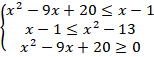 x² − 9x + 20 ≤ x − 1
x − 1 ≤ x² − 13
x² − 9x + 20 ≥ 0